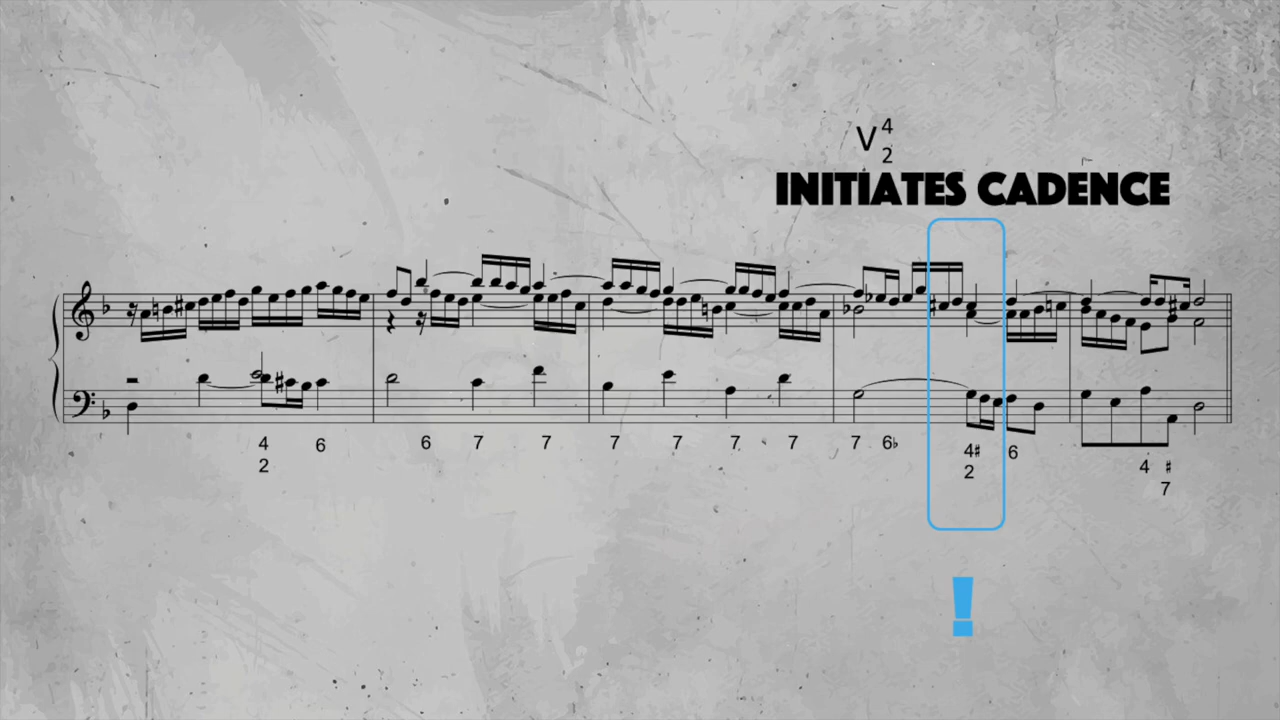 V 4
2
INITIATES CADENCE
4 6 6 7 7 7 7 7 7 7 6♭ 4♯ 6 4 ♯
2 2 7
!